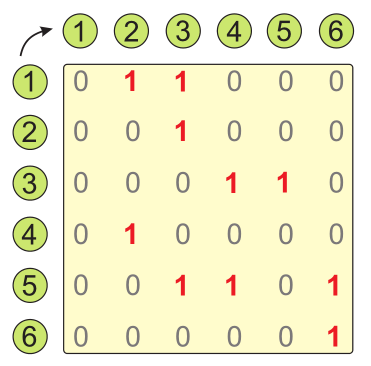 1 2 3 4 5 6
1 0 1 1 0 0 0
2 0 0 1 0 0 0
3 0 0 0 1 1 0
4 0 1 0 0 0 0
5 0 0 1 1 0 1
6 0 0 0 0 0 1